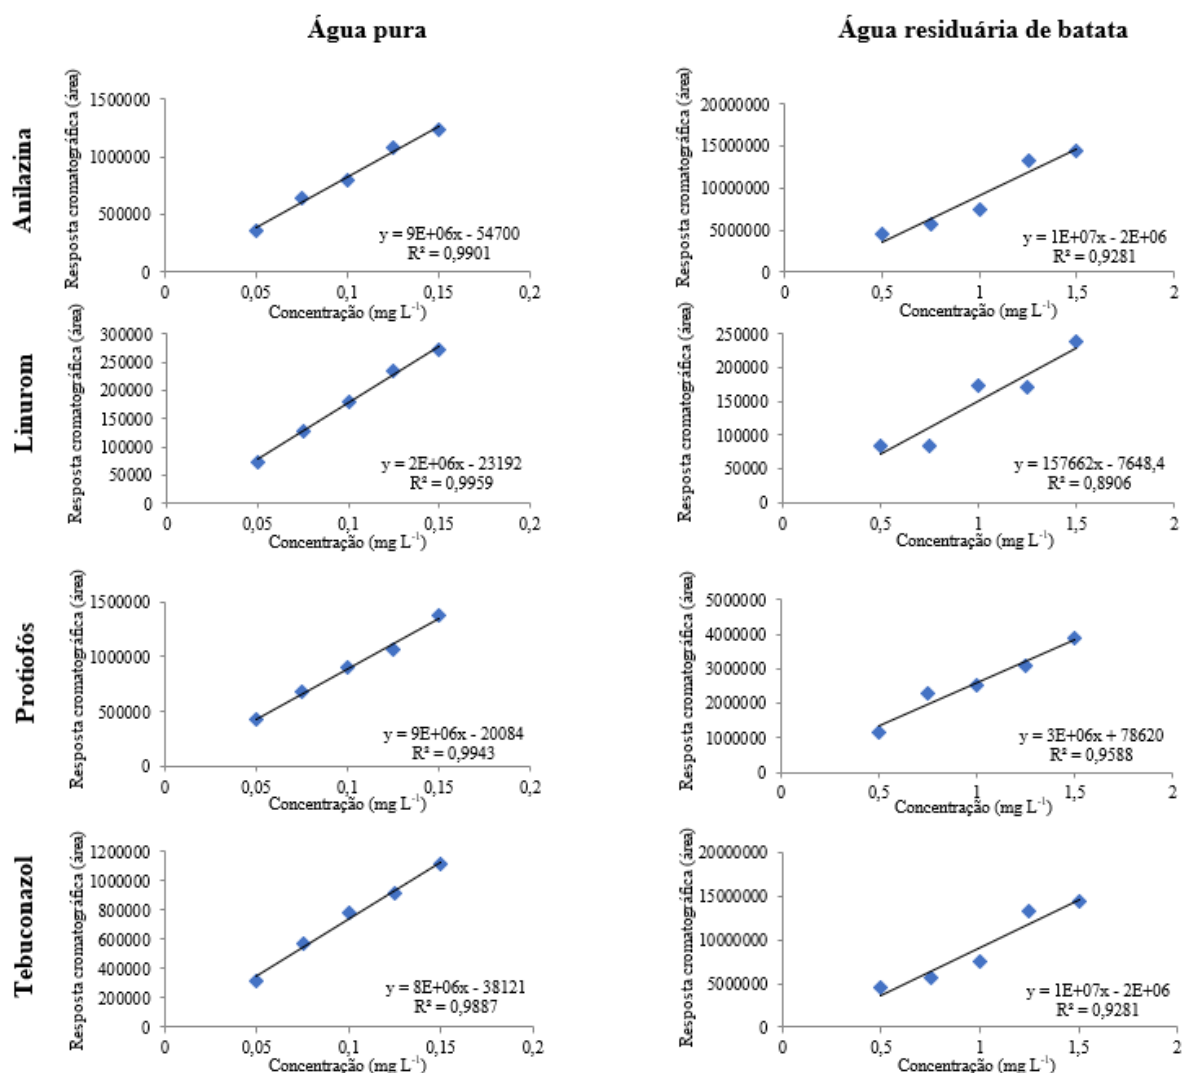 Água pura
Água residuária de batata
Anilazina
Resposta cromatográfica (área)
1500000
1000000
500000
0
y = 9E+06x - 54700
R² = 0,9901
0 0,05 0,1 0,15 0,2
Concentração (mg L⁻¹)
Resposta cromatográfica (área)
20000000
15000000
10000000
5000000
0
y = 1E+07x - 2E+06
R² = 0,9281
0 0,5 1 1,5 2
Concentração (mg L⁻¹)
Linurom
Resposta cromatográfica (área)
300000
250000
200000
150000
100000
50000
0
y = 2E+06x - 23192
R² = 0,9959
0 0,05 0,1 0,15 0,2
Concentração (mg L⁻¹)
Resposta cromatográfica (área)
250000
200000
150000
100000
50000
0
y = 157662x - 7648,4
R² = 0,8906
0 0,5 1 1,5 2
Concentração (mg L⁻¹)
Protiofós
Resposta cromatográfica (área)
1500000
1000000
500000
0
y = 9E+06x - 20084
R² = 0,9943
0 0,05 0,1 0,15 0,2
Concentração (mg L⁻¹)
Resposta cromatográfica (área)
5000000
4000000
3000000
2000000
1000000
0
y = 3E+06x + 78620
R² = 0,9588
0 0,5 1 1,5 2
Concentração (mg L⁻¹)
Tebuconazol
Resposta cromatográfica (área)
1200000
1000000
800000
600000
400000
200000
0
y = 8E+06x - 38121
R² = 0,9887
0 0,05 0,1 0,15 0,2
Concentração (mg L⁻¹)
Resposta cromatográfica (área)
20000000
15000000
10000000
5000000
0
y = 1E+07x - 2E+06
R² = 0,9281
0 0,5 1 1,5 2
Concentração (mg L⁻¹)